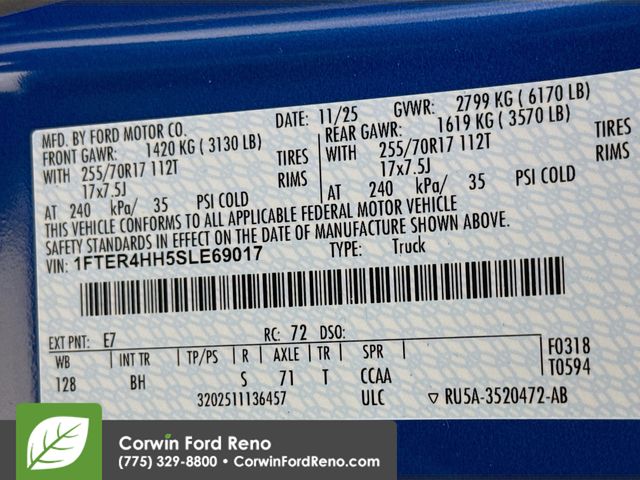 MFD. BY FORD MOTOR CO.
DATE: 11/25 GVWR: 2799 KG ( 6170 LB)
FRONT GAWR: 1420 KG ( 3130 LB)
REAR GAWR: 1619 KG ( 3570 LB)
WITH 255/70R17 112T TIRES
WITH 255/70R17 112T TIRES
17x7.5J RIMS
17x7.5J RIMS
AT 240 kPa/ 35 PSI COLD
AT 240 kPa/ 35 PSI COLD
THIS VEHICLE CONFORMS TO ALL APPLICABLE FEDERAL MOTOR VEHICLE
SAFETY STANDARDS IN EFFECT ON THE DATE OF MANUFACTURE SHOWN ABOVE.
VIN: 1FTER4HH5SLE69017 TYPE: Truck
EXT PNT: E7 RC: 72 DSO:
WB INT TR TP/PS R AXLE TR SPR
128 BH S 71 T CCAA
F0318
T0594
3202511136457 ULC ▽ RU5A-3520472-AB
Corwin Ford Reno
(775) 329-8800 • CorwinFordReno.com